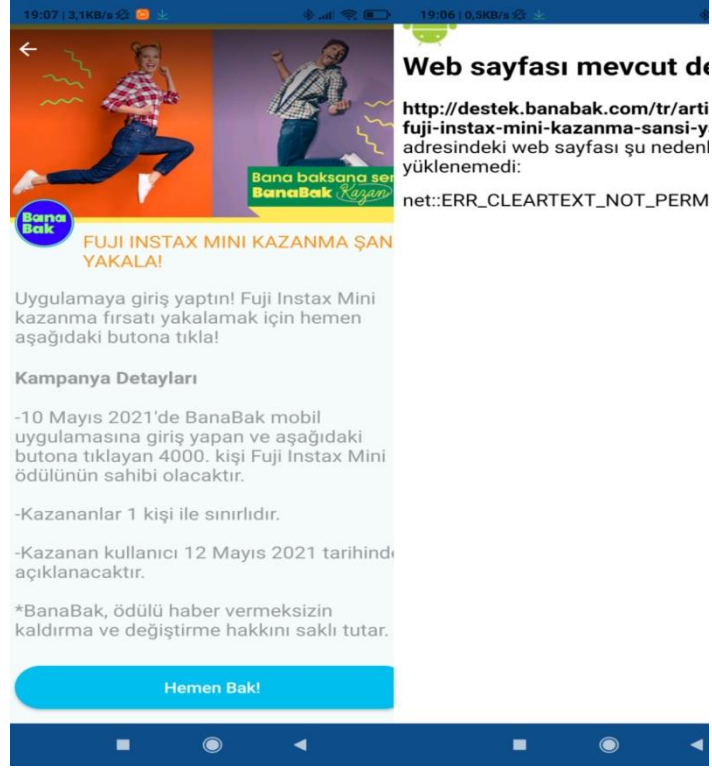 19:07 | 3,1KB/s
Bana baksana sen
BanaBak Kazan
Bana
Bak
FUJI INSTAX MINI KAZANMA ŞAN
YAKALA!
Uygulamaya giriş yaptın! Fuji Instax Mini
kazanma fırsatı yakalamak için hemen
aşağıdaki butona tıkla!
Kampanya Detayları
-10 Mayıs 2021'de BanaBak mobil
uygulamasına giriş yapan ve aşağıdaki
butona tıklayan 4000. kişi Fuji Instax Mini
ödülünün sahibi olacaktır.
-Kazananlar 1 kişi ile sınırlıdır.
-Kazanan kullanıcı 12 Mayıs 2021 tarihind
açıklanacaktır.
*BanaBak, ödülü haber vermeksizin
kaldırma ve değiştirme hakkını saklı tutar.
Hemen Bak!
19:06 | 0,5KB/s
Web sayfası mevcut de
http://destek.banabak.com/tr/arti
fuji-instax-mini-kazanma-sansi-y
adresindeki web sayfası şu neden
yüklenemedi:
net::ERR_CLEARTEXT_NOT_PERM